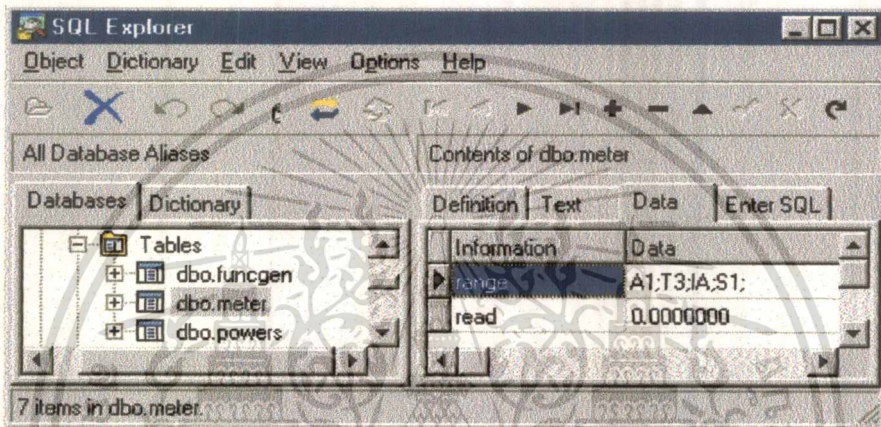 SQL Explorer
Object Dictionary Edit View Options Help
All Database Aliases
Contents of dbo.meter
Databases Dictionary
Definition Text Data Enter SQL
Tables
dbo.funcgen
dbo.meter
dbo.powers
Information Data
range A1;T3;IA;S1;
read 0.0000000
7 items in dbo.meter.